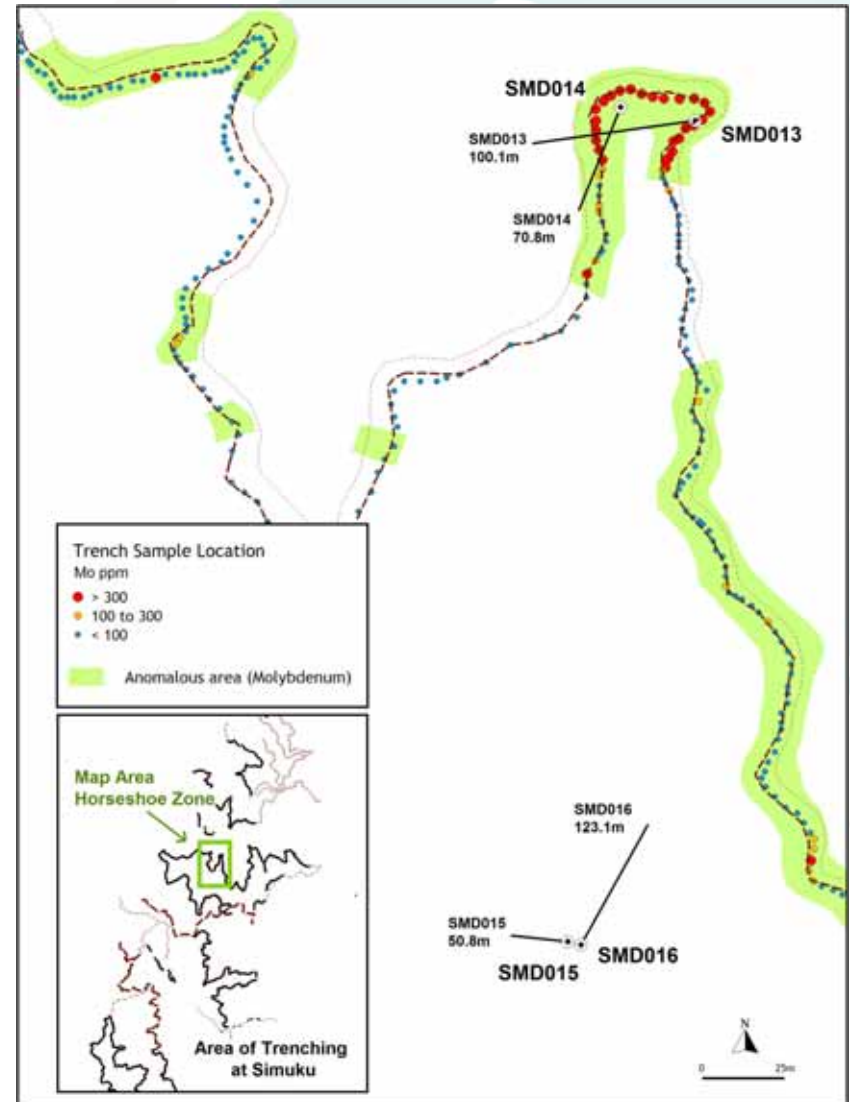 SMD014
SMD013
100.1m
SMD013
SMD014
70.8m
Trench Sample Location
Mo ppm
> 300
100 to 300
< 100
Anomalous area (Molybdenum)
Map Area
Horseshoe Zone
Area of Trenching
at Simuku
SMD016
123.1m
SMD015
50.8m
SMD016
SMD015
N
0 25m